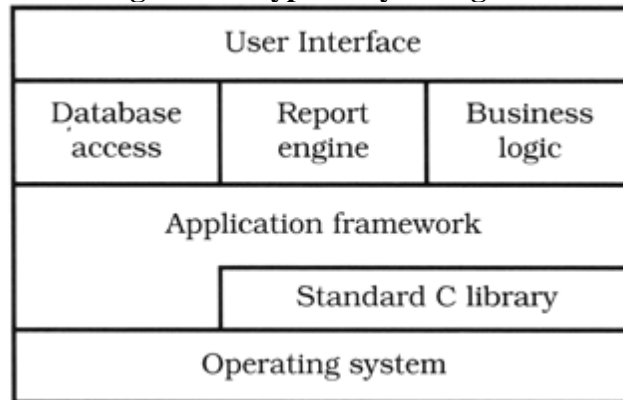 User Interface
Database Report Business
access engine logic
Application framework
Standard C library
Operating system